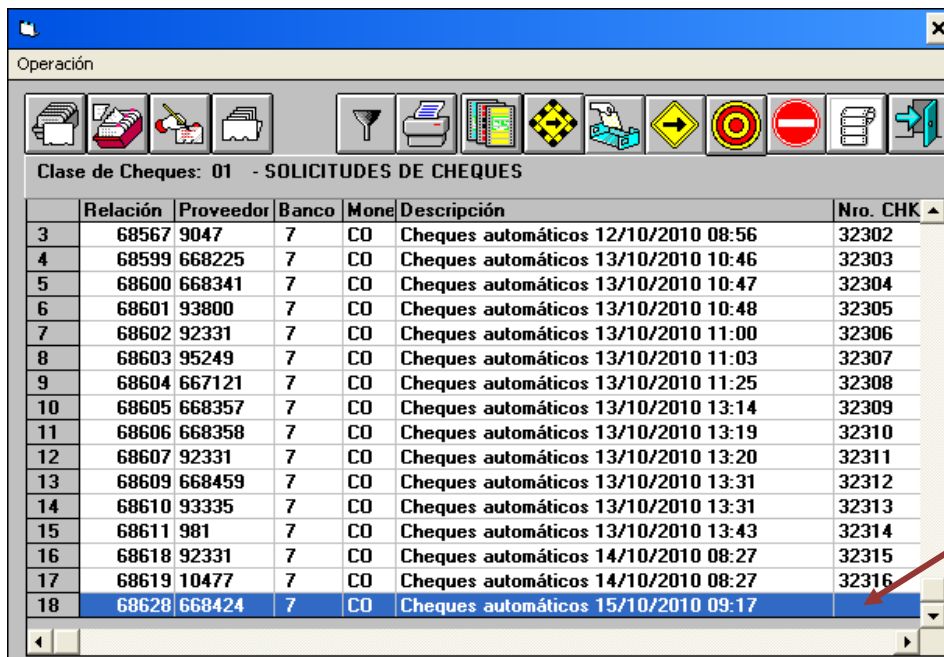 Operación
Clase de Cheques: 01 - SOLICITUDES DE CHEQUES
Relación Proveedor Banco Mone Descripción Nro. CHK
3 68567 9047 7 CO Cheques automáticos 12/10/2010 08:56 32302
4 68599 668225 7 CO Cheques automáticos 13/10/2010 10:46 32303
5 68600 668341 7 CO Cheques automáticos 13/10/2010 10:47 32304
6 68601 93800 7 CO Cheques automáticos 13/10/2010 10:48 32305
7 68602 92331 7 CO Cheques automáticos 13/10/2010 11:00 32306
8 68603 95249 7 CO Cheques automáticos 13/10/2010 11:03 32307
9 68604 667121 7 CO Cheques automáticos 13/10/2010 11:25 32308
10 68605 668357 7 CO Cheques automáticos 13/10/2010 13:14 32309
11 68606 668358 7 CO Cheques automáticos 13/10/2010 13:19 32310
12 68607 92331 7 CO Cheques automáticos 13/10/2010 13:20 32311
13 68609 668459 7 CO Cheques automáticos 13/10/2010 13:31 32312
14 68610 93335 7 CO Cheques automáticos 13/10/2010 13:31 32313
15 68611 981 7 CO Cheques automáticos 13/10/2010 13:43 32314
16 68618 92331 7 CO Cheques automáticos 14/10/2010 08:27 32315
17 68619 10477 7 CO Cheques automáticos 14/10/2010 08:27 32316
18 68628 668424 7 CO Cheques automáticos 15/10/2010 09:17